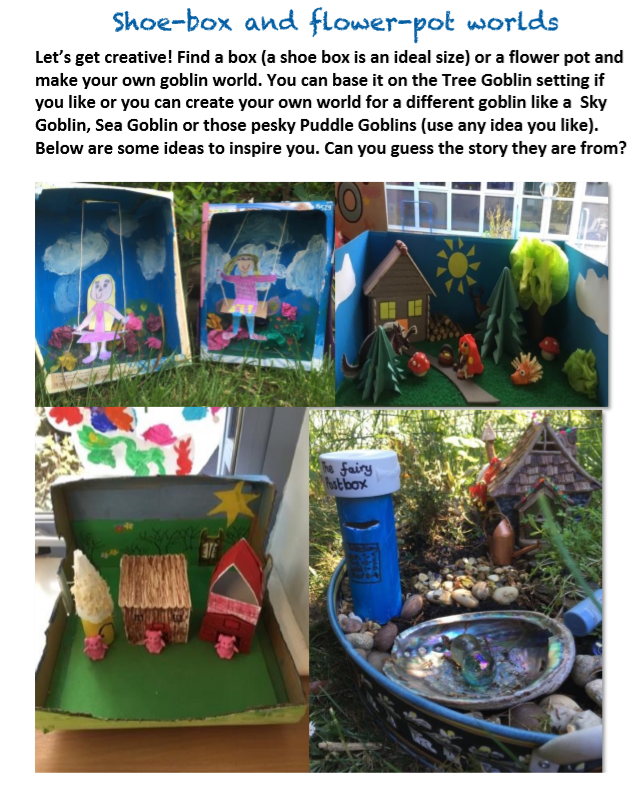 Shoe-box and flower-pot worlds
Let's get creative! Find a box (a shoe box is an ideal size) or a flower pot and
make your own goblin world. You can base it on the Tree Goblin setting if
you like or you can create your own world for a different goblin like a  Sky
Goblin, Sea Goblin or those pesky Puddle Goblins (use any idea you like).
Below are some ideas to inspire you. Can you guess the story they are from?
The fairy
Postbox